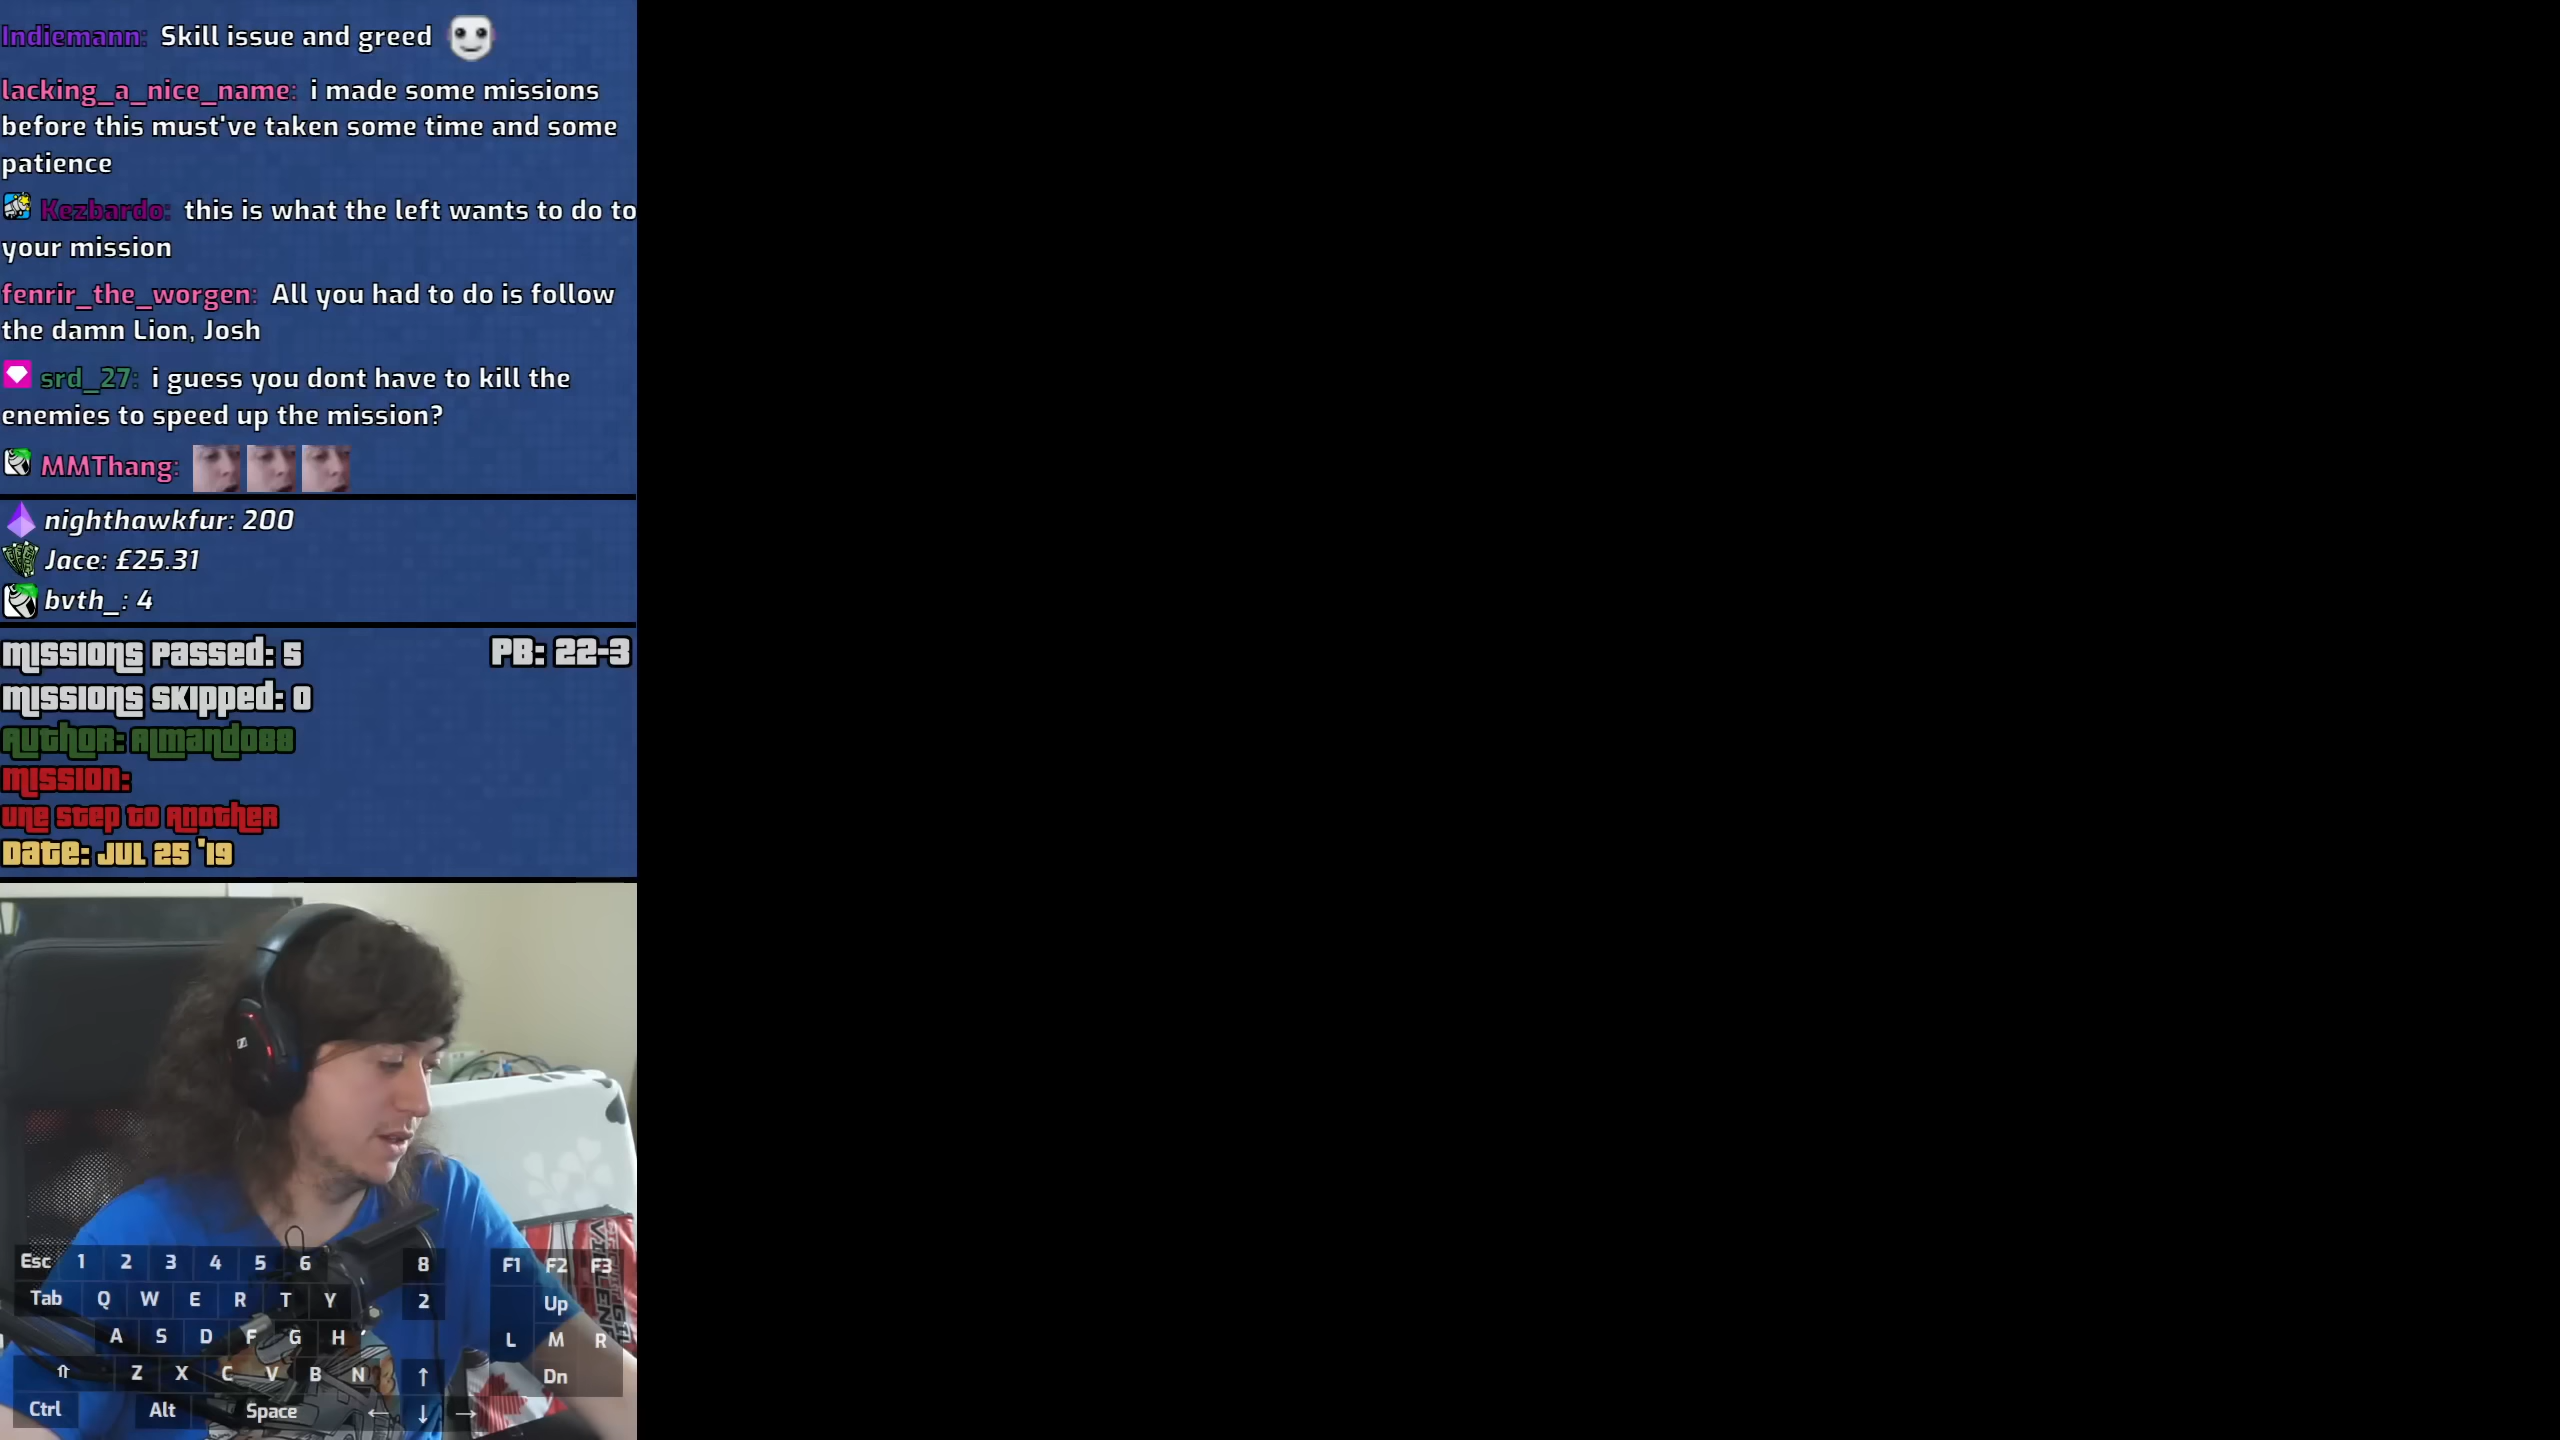 Indiemann: Skill issue and greed
lacking_a_nice_name: i made some missions
before this must've taken some time and some
patience
Kezbardo: this is what the left wants to do to
your mission
fenrir_the_worgen: All you had to do is follow
the damn Lion, Josh
srd_27: i guess you dont have to kill the
enemies to speed up the mission?
MMThang:
nighthawkfur: 200
Jace: £25.31
bvth_: 4
Missions Passed: 5
PB: 22-3
Missions Skipped: 0
Author: Almando88
Mission:
One Step to Another
Date: Jul 25 '19
Esc 1 2 3 4 5 6 8 F1 F2 F3
Tab Q W E R T Y 2 Up
A S D F G H L M R
⇧ Z X C V B N ↑ Dn
Ctrl Alt Space ← ↓ →